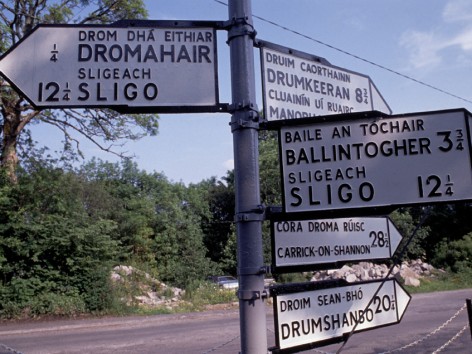 DROM DHÁ EITHIAR
¼ DROMAHAIR
SLIGEACH
12¼ SLIGO
DRUIM CAORTHAINN
DRUMKEERAN 8¾
CLUAINÍN UÍ RUAIRC
BAILE AN TÓCHAIR
BALLINTOGHER 3¾
SLIGEACH
SLIGO 12¼
CORA DROMA RÚISC
CARRICK-ON-SHANNON 28½
DROIM SEAN-BHÓ
DRUMSHANBO 20½